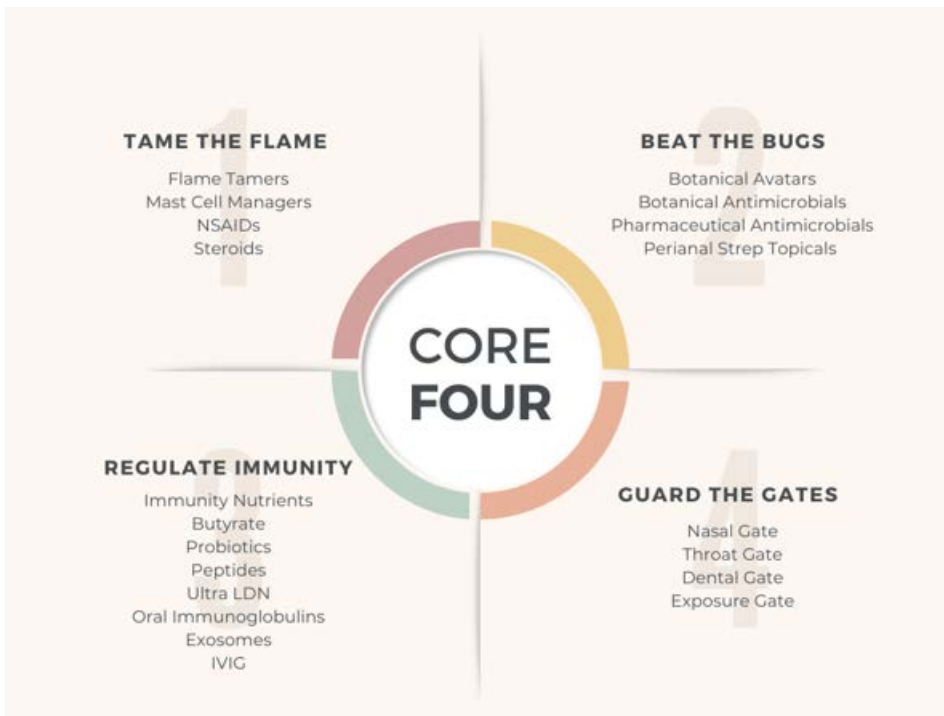 1
TAME THE FLAME
Flame Tamers
Mast Cell Managers
NSAIDs
Steroids
2
BEAT THE BUGS
Botanical Avatars
Botanical Antimicrobials
Pharmaceutical Antimicrobials
Perianal Strep Topicals
CORE
FOUR
3
REGULATE IMMUNITY
Immunity Nutrients
Butyrate
Probiotics
Peptides
Ultra LDN
Oral Immunoglobulins
Exosomes
IVIG
4
GUARD THE GATES
Nasal Gate
Throat Gate
Dental Gate
Exposure Gate